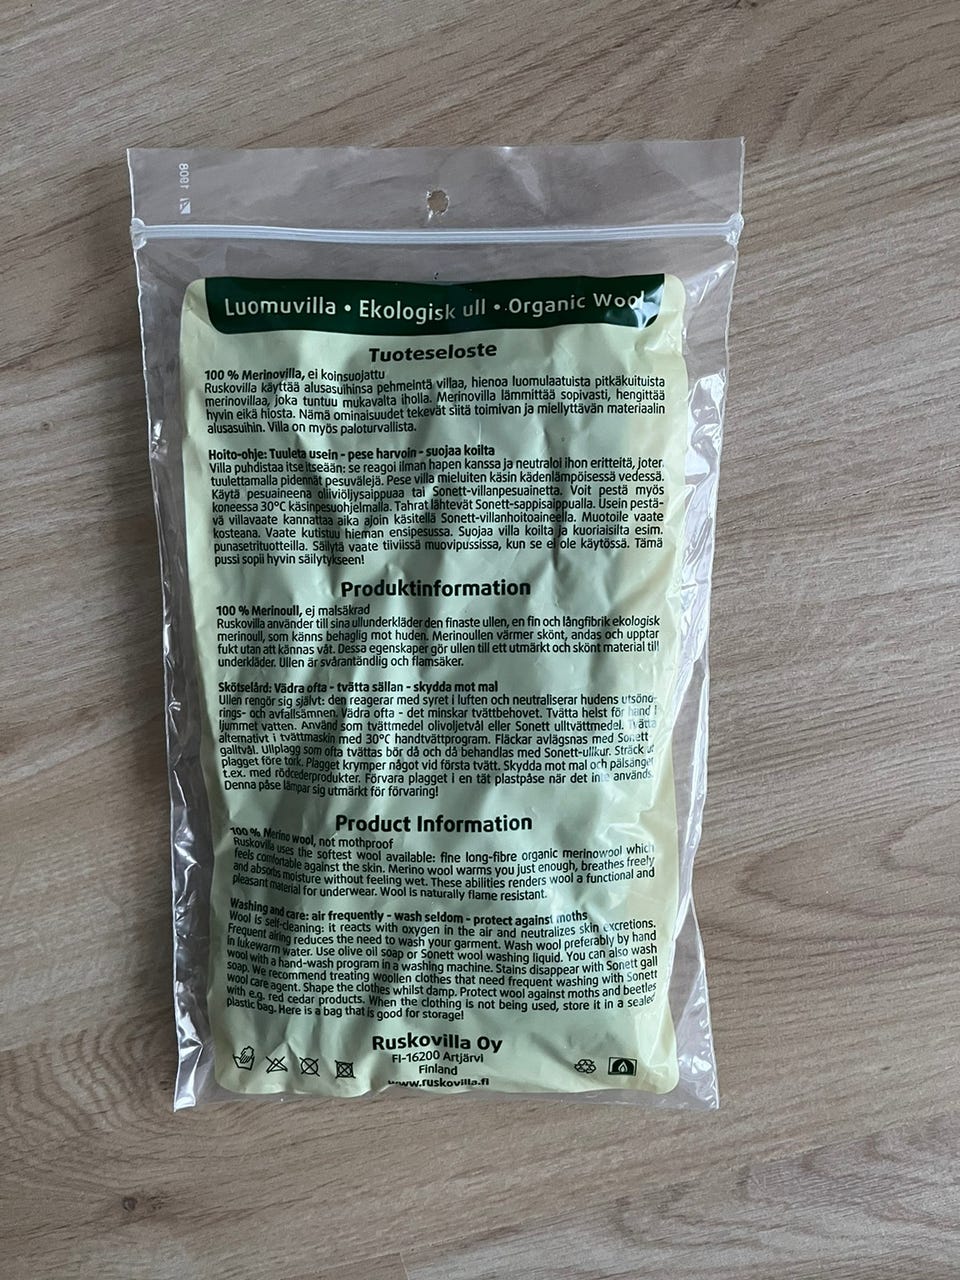 1808
Luomuvilla • Ekologisk ull • Organic Wool
Tuoteseloste
100 % Merinovilla, ei koinsuojattu
Ruskovilla käyttää alusasuihinsa pehmeintä villaa, hienoa luomulaatuista pitkäkuituista
merinovillaa, joka tuntuu mukavalta iholla. Merinovilla lämmittää sopivasti, hengittää
hyvin eikä hiosta. Nämä ominaisuudet tekevät siitä toimivan ja miellyttävän materiaalin
alusasuihin. Villa on myös paloturvallista.
Hoito-ohje: Tuuleta usein - pese harvoin - suojaa koilta
Villa puhdistaa itse itseään: se reagoi ilman hapen kanssa ja neutraloi ihon eritteitä, joten
tuulettamalla pidennät pesuvälejä. Pese villa mieluiten käsin kädenlämpöisessä vedessä.
Käytä pesuaineena oliiviöljysaippuaa tai Sonett-villanpesuainetta. Voit pestä myös
koneessa 30°C käsinpesuohjelmalla. Tahrat lähtevät Sonett-sappisaippualla. Usein pestä-
vä villavaate kannattaa aika ajoin käsitellä Sonett-villanhoitoaineella. Muotoile vaate
kosteana. Vaate kutistuu hieman ensipesussa. Suojaa villa koilta ja kuoriaisilta esim.
punasetrituotteilla. Säilytä vaate tiiviissä muovipussissa, kun se ei ole käytössä. Tämä
pussi sopii hyvin säilytykseen!
Produktinformation
100 % Merinoull, ej malsäkrad
Ruskovilla använder till sina ullunderkläder den finaste ullen, en fin och långfibrik ekologisk
merinoull, som känns behaglig mot huden. Merinoullen värmer skönt, andas och upptar
fukt utan att kännas våt. Dessa egenskaper gör ullen till ett utmärkt och skönt material till
underkläder. Ullen är svårantändlig och flamsäker.
Skötselråd: Vädra ofta - tvätta sällan - skydda mot mal
Ullen rengör sig självt: den reagerar med syret i luften och neutraliserar hudens utsönd-
rings- och avfallsämnen. Vädra ofta - det minskar tvättbehovet. Tvätta helst för hand i
ljummet vatten. Använd som tvättmedel olivoljetvål eller Sonett ulltvättmedel. Tvätta
alternativt i tvättmaskin med 30°C handtvättprogram. Fläckar avlägsnas med Sonett-
galltvål. Ullplagg som ofta tvättas bör då och då behandlas med Sonett-ullkur. Sträck ut
plagget före tork. Plagget krymper något vid första tvätt. Skydda mot mal och pälsänger
t.ex. med rödcederprodukter. Förvara plagget i en tät plastpåse när det inte används.
Denna påse lämpar sig utmärkt för förvaring!
Product Information
100 % Merino wool, not mothproof
Ruskovilla uses the softest wool available: fine long-fibre organic merinowool which
feels comfortable against the skin. Merino wool warms you just enough, breathes freely
and absorbs moisture without feeling wet. These abilities renders wool a functional and
pleasant material for underwear. Wool is naturally flame resistant.
Washing and care: air frequently - wash seldom - protect against moths
Wool is self-cleaning: it reacts with oxygen in the air and neutralizes skin excretions.
Frequent airing reduces the need to wash your garment. Wash wool preferably by hand
in lukewarm water. Use olive oil soap or Sonett wool washing liquid. You can also wash
wool with a hand-wash program in a washing machine. Stains disappear with Sonett gall
soap. We recommend treating woollen clothes that need frequent washing with Sonett
wool care agent. Shape the clothes whilst damp. Protect wool against moths and beetles
with e.g. red cedar products. When the clothing is not being used, store it in a sealed
plastic bag. Here is a bag that is good for storage!
Ruskovilla Oy
FI-16200 Artjärvi
Finland
www.ruskovilla.fi